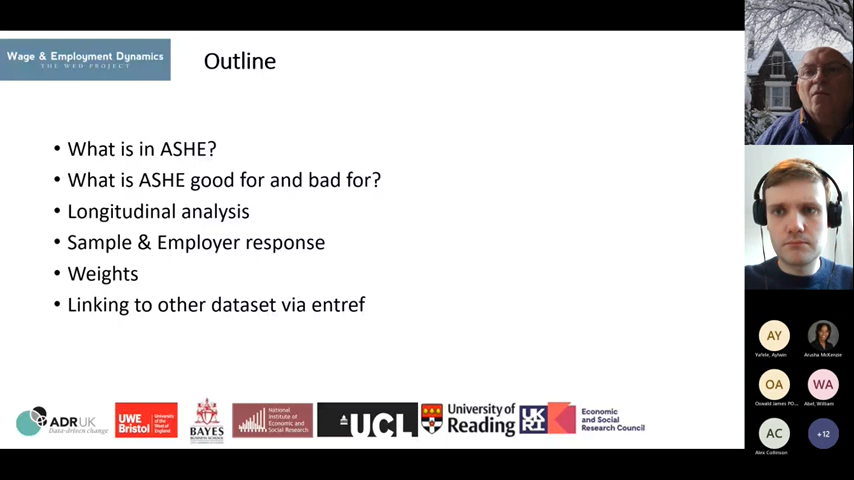 Wage & Employment Dynamics
THE WED PROJECT
Outline
• What is in ASHE?
• What is ASHE good for and bad for?
• Longitudinal analysis
• Sample & Employer response
• Weights
• Linking to other dataset via entref
ADR UK
Data-driven change
UWE
Bristol
University of the
West of
England
BAYES
BUSINESS SCHOOL
National
Institute of
Economic and
Social Research
UCL
University of
Reading
UK
RI
Economic
and Social
Research Council
AY
Yafele, Aylwin
Arusha McKenzie
OA
Oswald James PO...
WA
Abel, William
AC
Alex Collinson
+12